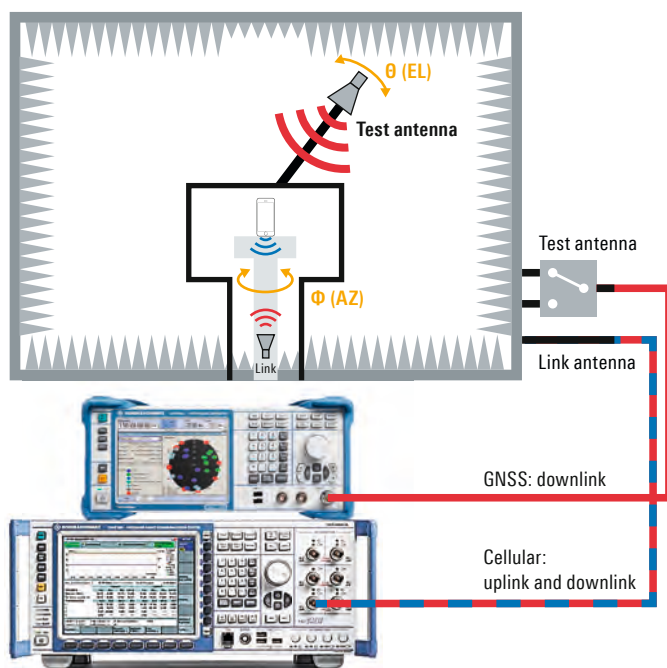 θ (EL)
Test antenna
Φ (AZ)
Link
Test antenna
Link antenna
GNSS: downlink
Cellular:
uplink and downlink